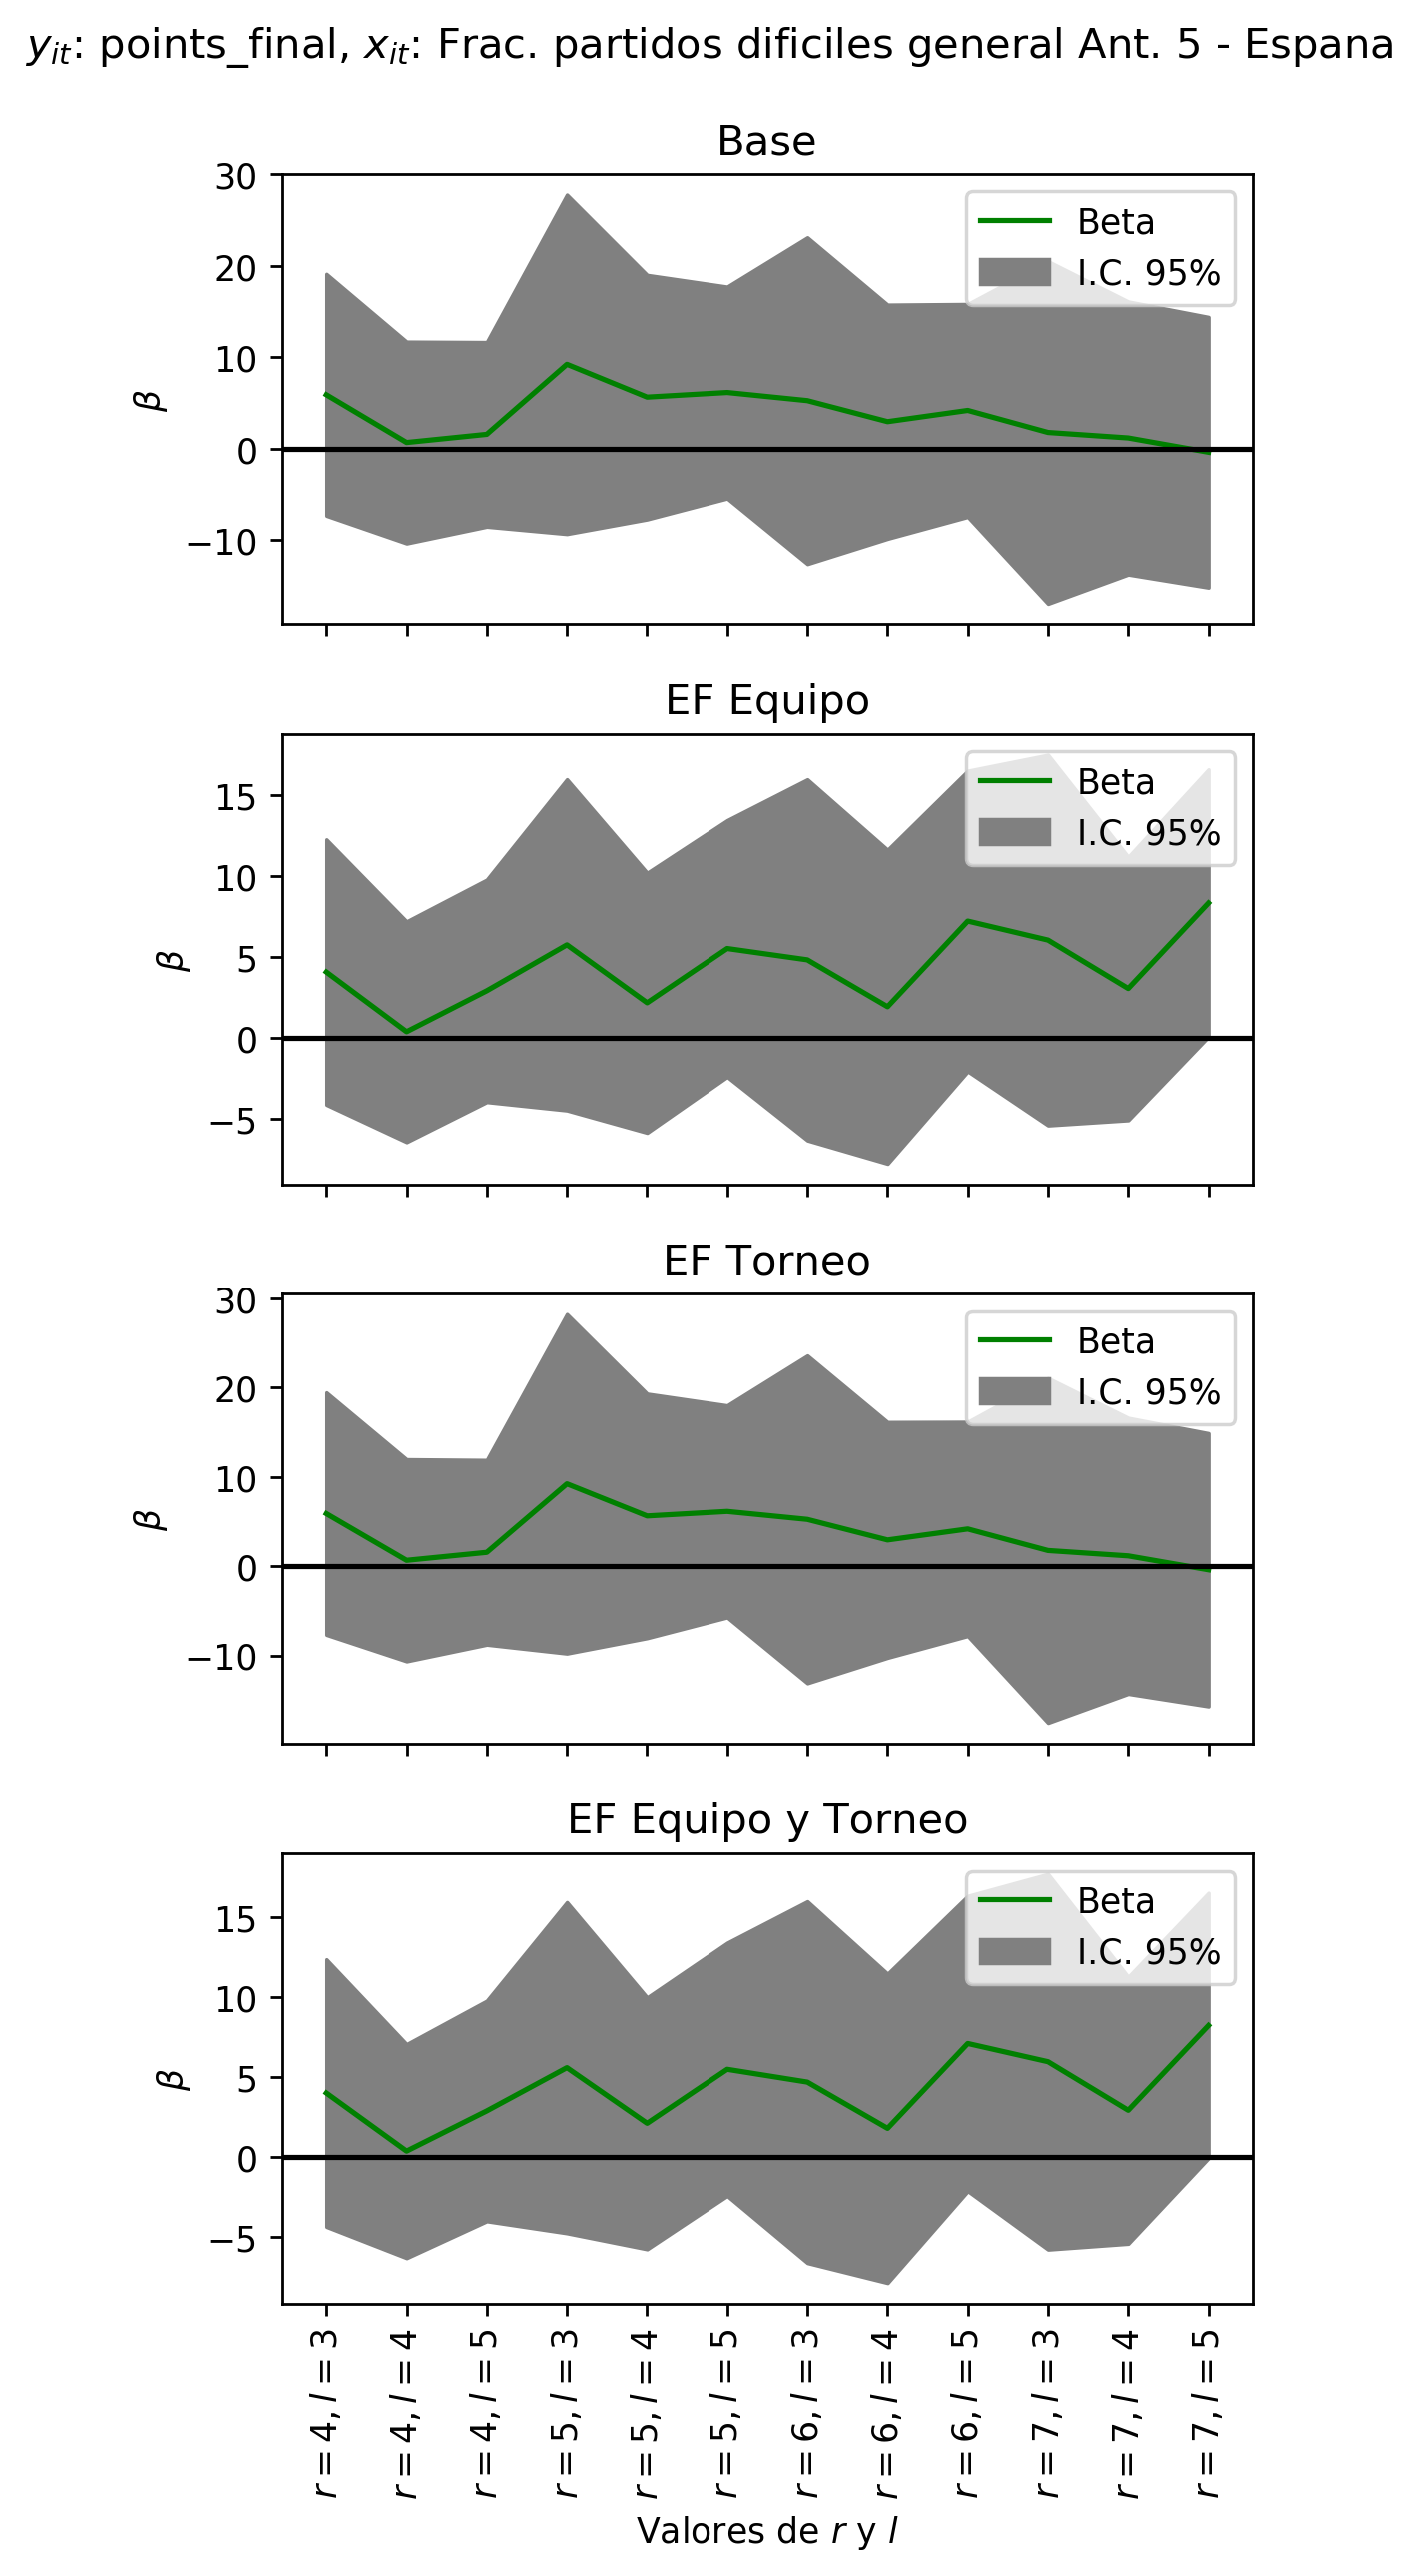 y_it: points_final, x_it: Frac. partidos dificiles general Ant. 5 - Espana
Base
30
20
10
0
−10
β
Beta
I.C. 95%
EF Equipo
15
10
5
0
−5
β
Beta
I.C. 95%
EF Torneo
30
20
10
0
−10
β
Beta
I.C. 95%
EF Equipo y Torneo
15
10
5
0
−5
β
Beta
I.C. 95%
r = 4, l = 3
r = 4, l = 4
r = 4, l = 5
r = 5, l = 3
r = 5, l = 4
r = 5, l = 5
r = 6, l = 3
r = 6, l = 4
r = 6, l = 5
r = 7, l = 3
r = 7, l = 4
r = 7, l = 5
Valores de r y l